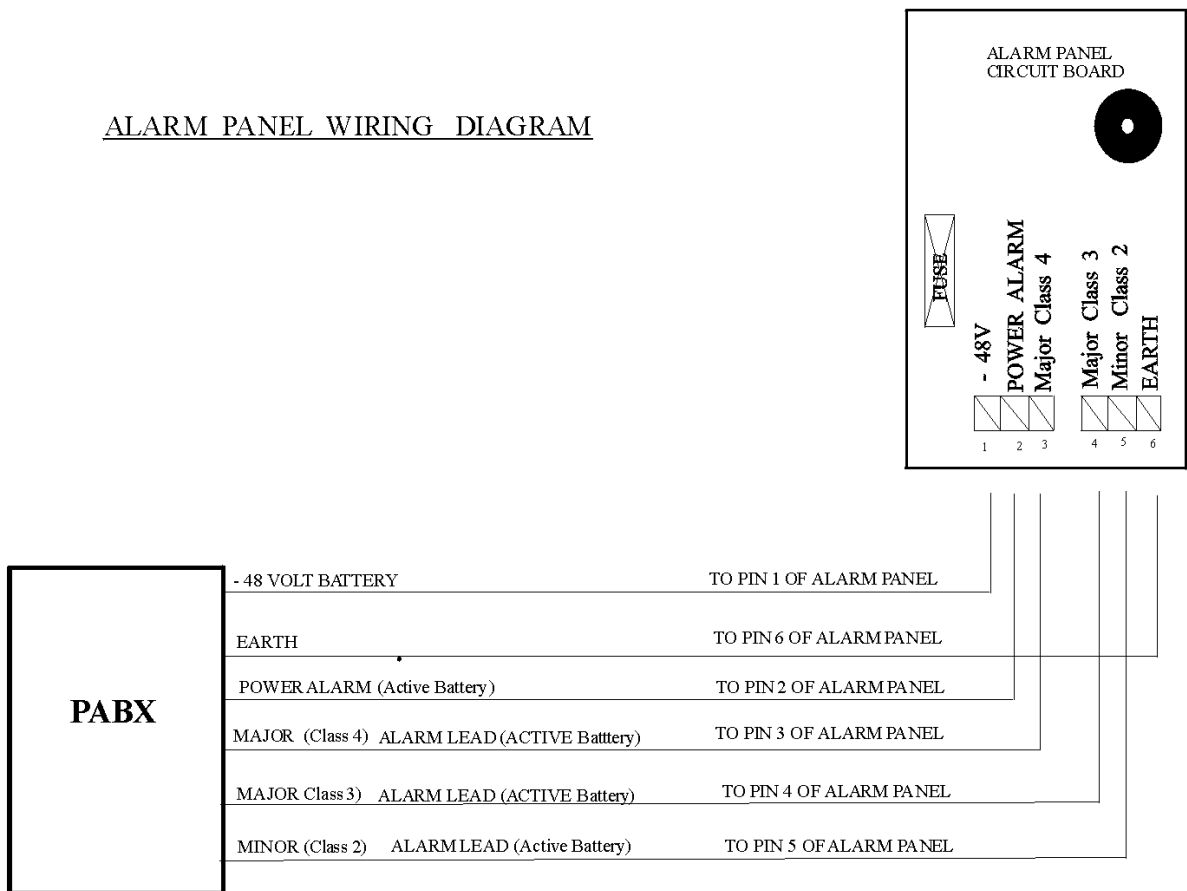 ALARM PANEL
CIRCUIT BOARD
ALARM PANEL WIRING DIAGRAM
FUSE
- 48V
POWER ALARM
Major Class 4
Major Class 3
Minor Class 2
EARTH
1 2 3 4 5 6
PABX
- 48 VOLT BATTERY TO PIN 1 OF ALARM PANEL
EARTH TO PIN 6 OF ALARM PANEL
POWER ALARM (Active Battery) TO PIN 2 OF ALARM PANEL
MAJOR (Class 4) ALARM LEAD (ACTIVE Batttery) TO PIN 3 OF ALARM PANEL
MAJOR Class 3) ALARM LEAD (ACTIVE Battery) TO PIN 4 OF ALARM PANEL
MINOR (Class 2) ALARM LEAD (Active Battery) TO PIN 5 OF ALARM PANEL